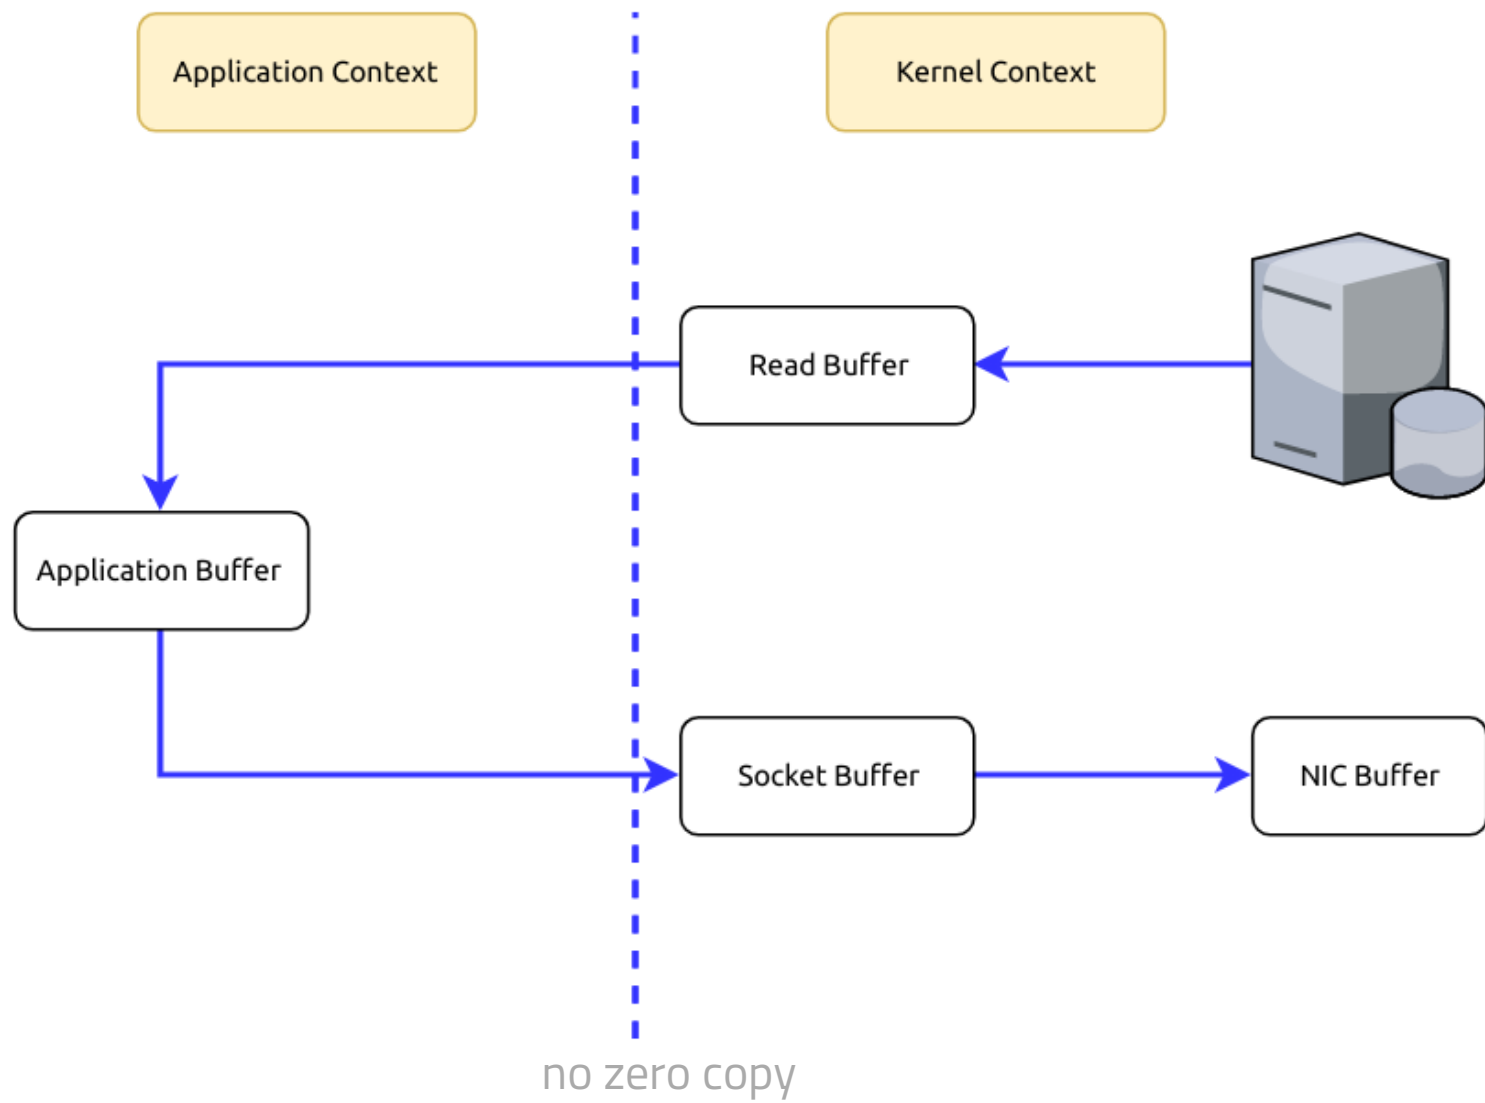 Application Context
Kernel Context
Read Buffer
Application Buffer
Socket Buffer
NIC Buffer
no zero copy